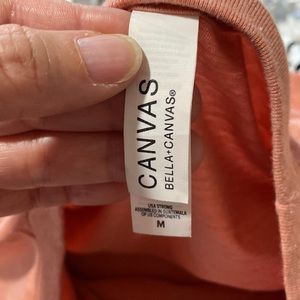 CANVAS
BELLA+CANVAS®
USA STRONG
ASSEMBLED IN GUATEMALA
OF US COMPONENTS
M